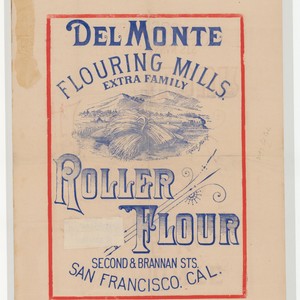 DEL MONTE
FLOURING MILLS.
EXTRA FAMILY
ROLLER
FLOUR
SECOND & BRANNAN STS.
SAN FRANCISCO. CAL.